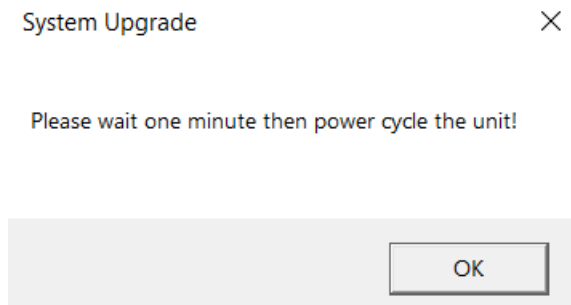 System Upgrade
Please wait one minute then power cycle the unit!
OK